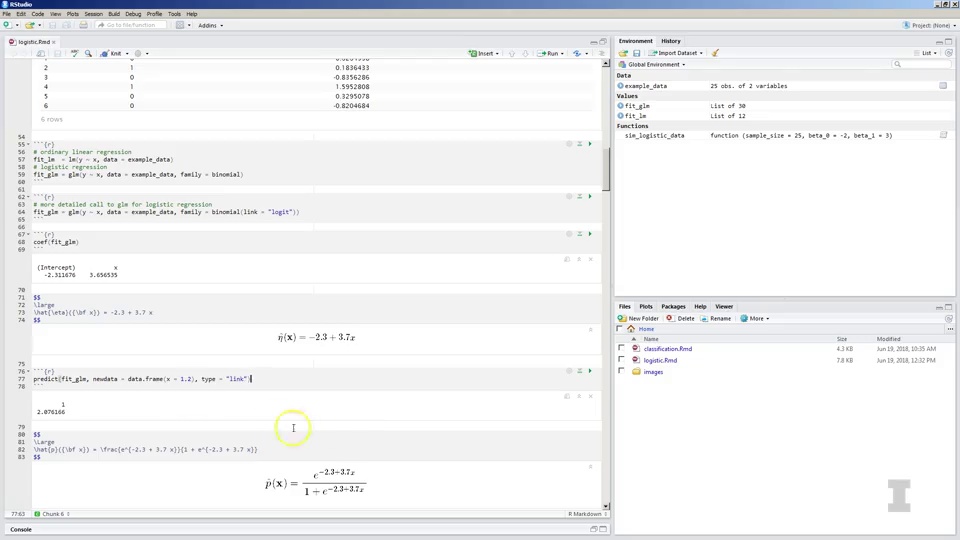 RStudio
File Edit Code View Plots Session Build Debug Profile Tools Help
Go to file/function
Addins
Project: (None)
logistic.Rmd
Knit
Insert
Run
2 1 0.1836433
3 0 -0.8356286
4 1 1.5952808
5 0 0.3295078
6 0 -0.8204684
6 rows
54
55 ```{r}
56 # ordinary linear regression
57 fit_lm = lm(y ~ x, data = example_data)
58 # logistic regression
59 fit_glm = glm(y ~ x, data = example_data, family = binomial)
60 ```
61
62 ```{r}
63 # more detailed call to glm for logistic regression
64 fit_glm = glm(y ~ x, data = example_data, family = binomial(link = "logit"))
65 ```
66
67 ```{r}
68 coef(fit_glm)
69 ```
(Intercept) x
-2.311676 3.656535
70
71 $$
72 \large
73 \hat{\eta}({\bf x}) = -2.3 + 3.7 x
74 $$
η̂(x) = −2.3 + 3.7x
75
76 ```{r}
77 predict(fit_glm, newdata = data.frame(x = 1.2), type = "link")
78 ```
1
2.076166
79
80 $$
81 \Large
82 \hat{p}({\bf x}) = \frac{e^{-2.3 + 3.7 x}}{1 + e^{-2.3 + 3.7 x}}
83 $$
p̂(x) = e^−2.3+3.7x
1 + e^−2.3+3.7x
77:63 Chunk 6 R Markdown
Console
Environment History
Import Dataset List
Global Environment
Data
example_data 25 obs. of 2 variables
Values
fit_glm List of 30
fit_lm List of 12
Functions
sim_logistic_data function (sample_size = 25, beta_0 = -2, beta_1 = 3)
Files Plots Packages Help Viewer
New Folder Delete Rename More
Home
Name Size Modified
classification.Rmd 4.3 KB Jun 19, 2018, 10:35 AM
logistic.Rmd 7.8 KB Jun 19, 2018, 12:32 PM
images
I